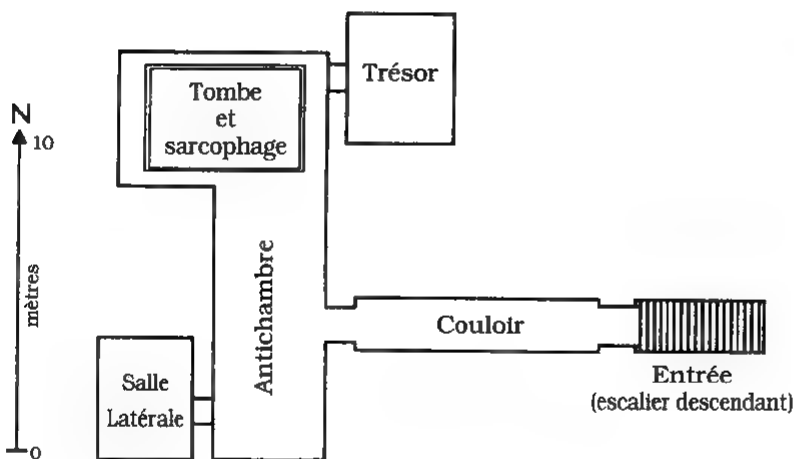 Trésor
Tombe
et
sarcophage
N
10
mètres
0
Antichambre
Couloir
Salle
Latérale
Entrée
(escalier descendant)